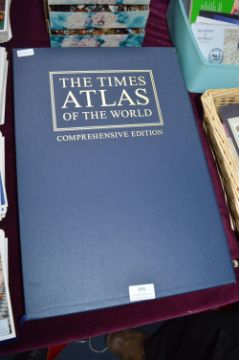 THE TIMES
ATLAS
OF THE WORLD
COMPREHENSIVE EDITION